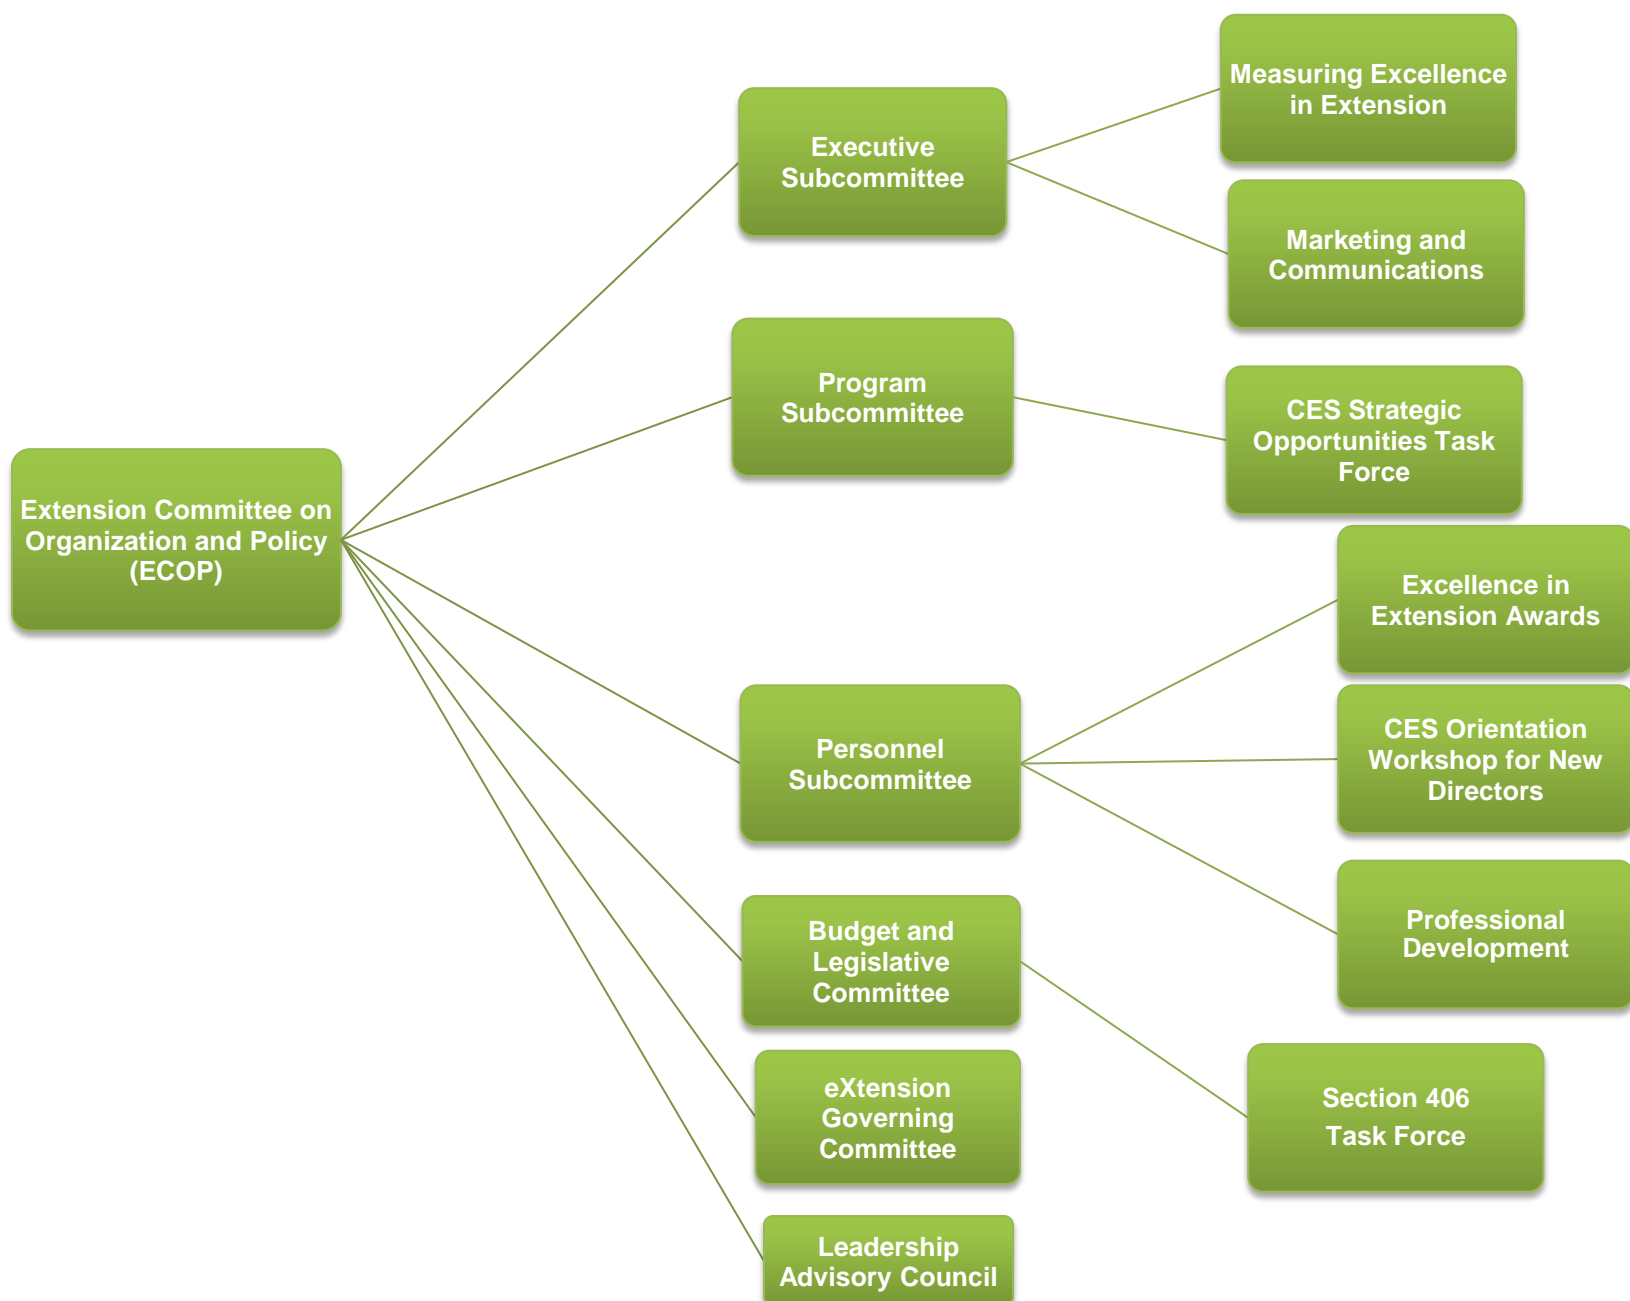 Extension Committee on
Organization and Policy
(ECOP)
Executive
Subcommittee
Measuring Excellence
in Extension
Marketing and
Communications
Program
Subcommittee
CES Strategic
Opportunities Task
Force
Personnel
Subcommittee
Excellence in
Extension Awards
CES Orientation
Workshop for New
Directors
Professional
Development
Budget and
Legislative
Committee
Section 406
Task Force
eXtension
Governing
Committee
Leadership
Advisory Council